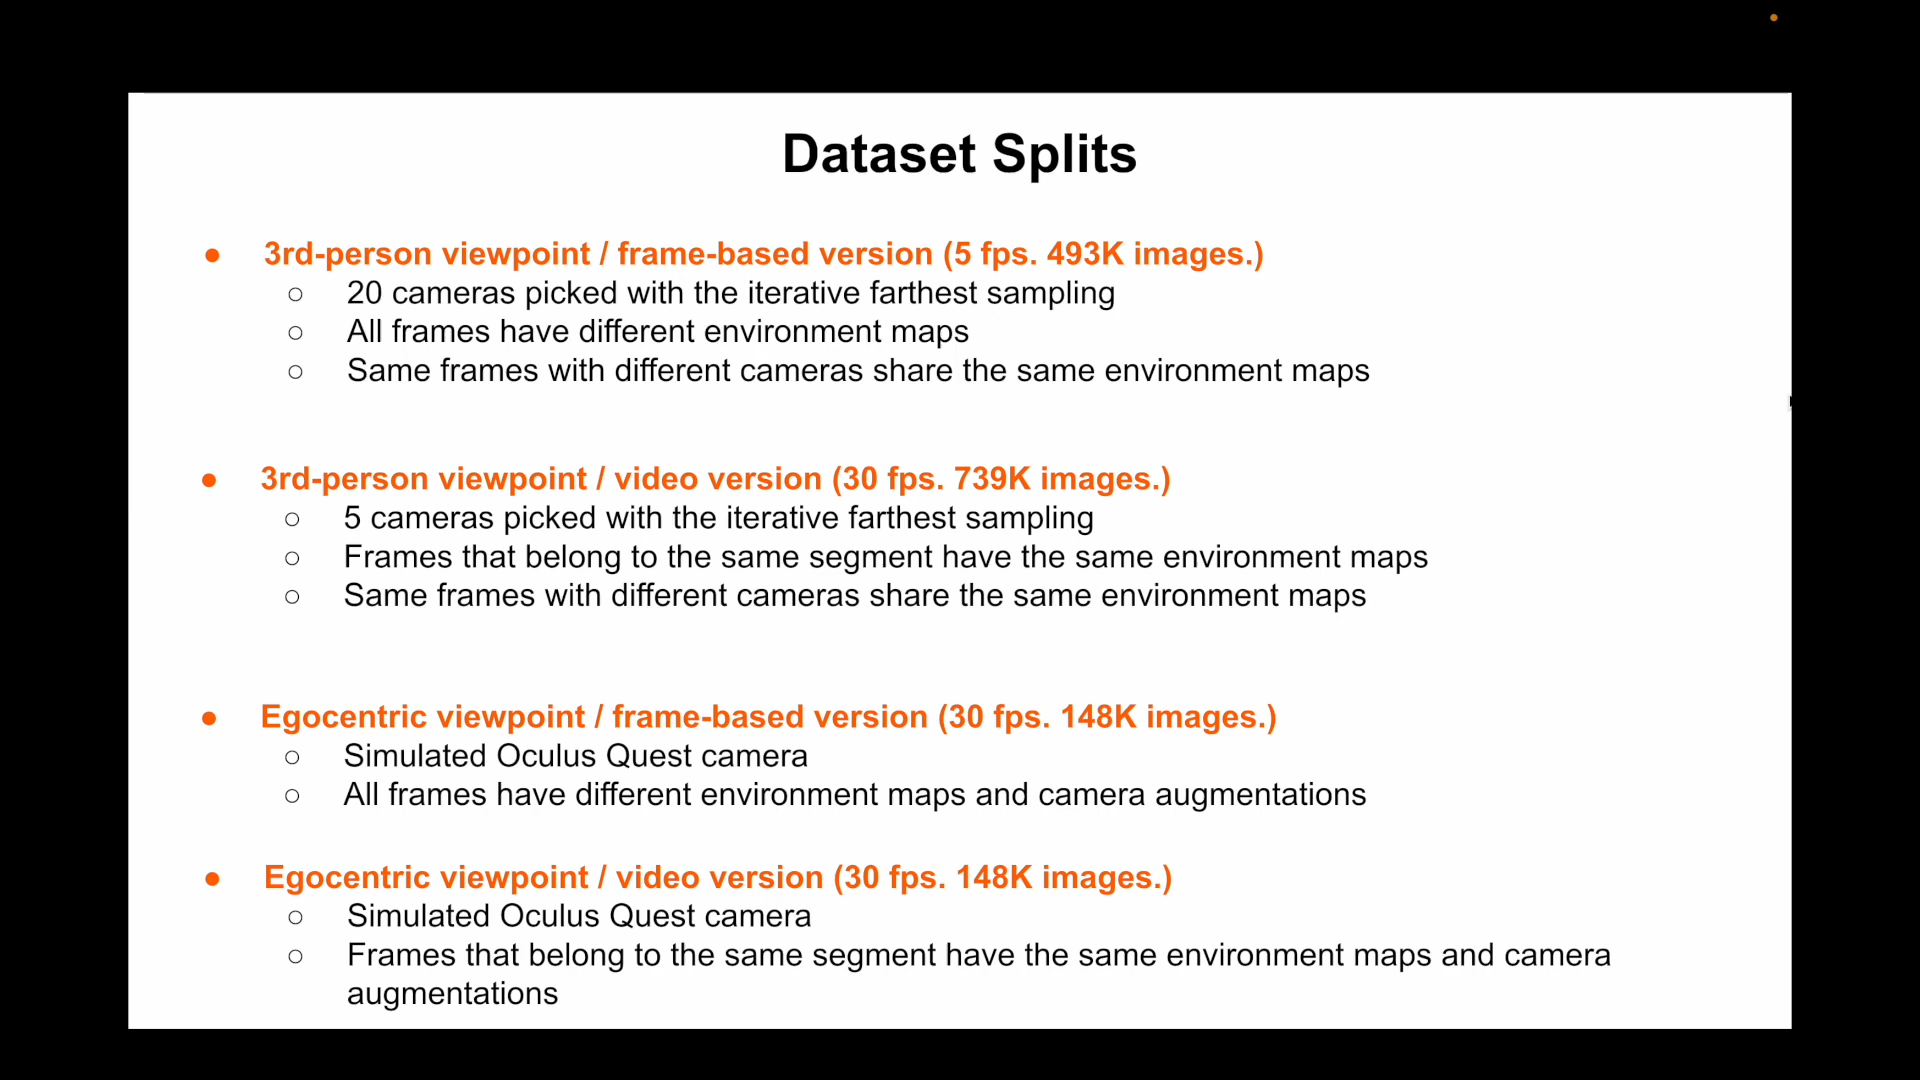 Dataset Splits
● 3rd-person viewpoint / frame-based version (5 fps. 493K images.)
○ 20 cameras picked with the iterative farthest sampling
○ All frames have different environment maps
○ Same frames with different cameras share the same environment maps
● 3rd-person viewpoint / video version (30 fps. 739K images.)
○ 5 cameras picked with the iterative farthest sampling
○ Frames that belong to the same segment have the same environment maps
○ Same frames with different cameras share the same environment maps
● Egocentric viewpoint / frame-based version (30 fps. 148K images.)
○ Simulated Oculus Quest camera
○ All frames have different environment maps and camera augmentations
● Egocentric viewpoint / video version (30 fps. 148K images.)
○ Simulated Oculus Quest camera
○ Frames that belong to the same segment have the same environment maps and camera
augmentations